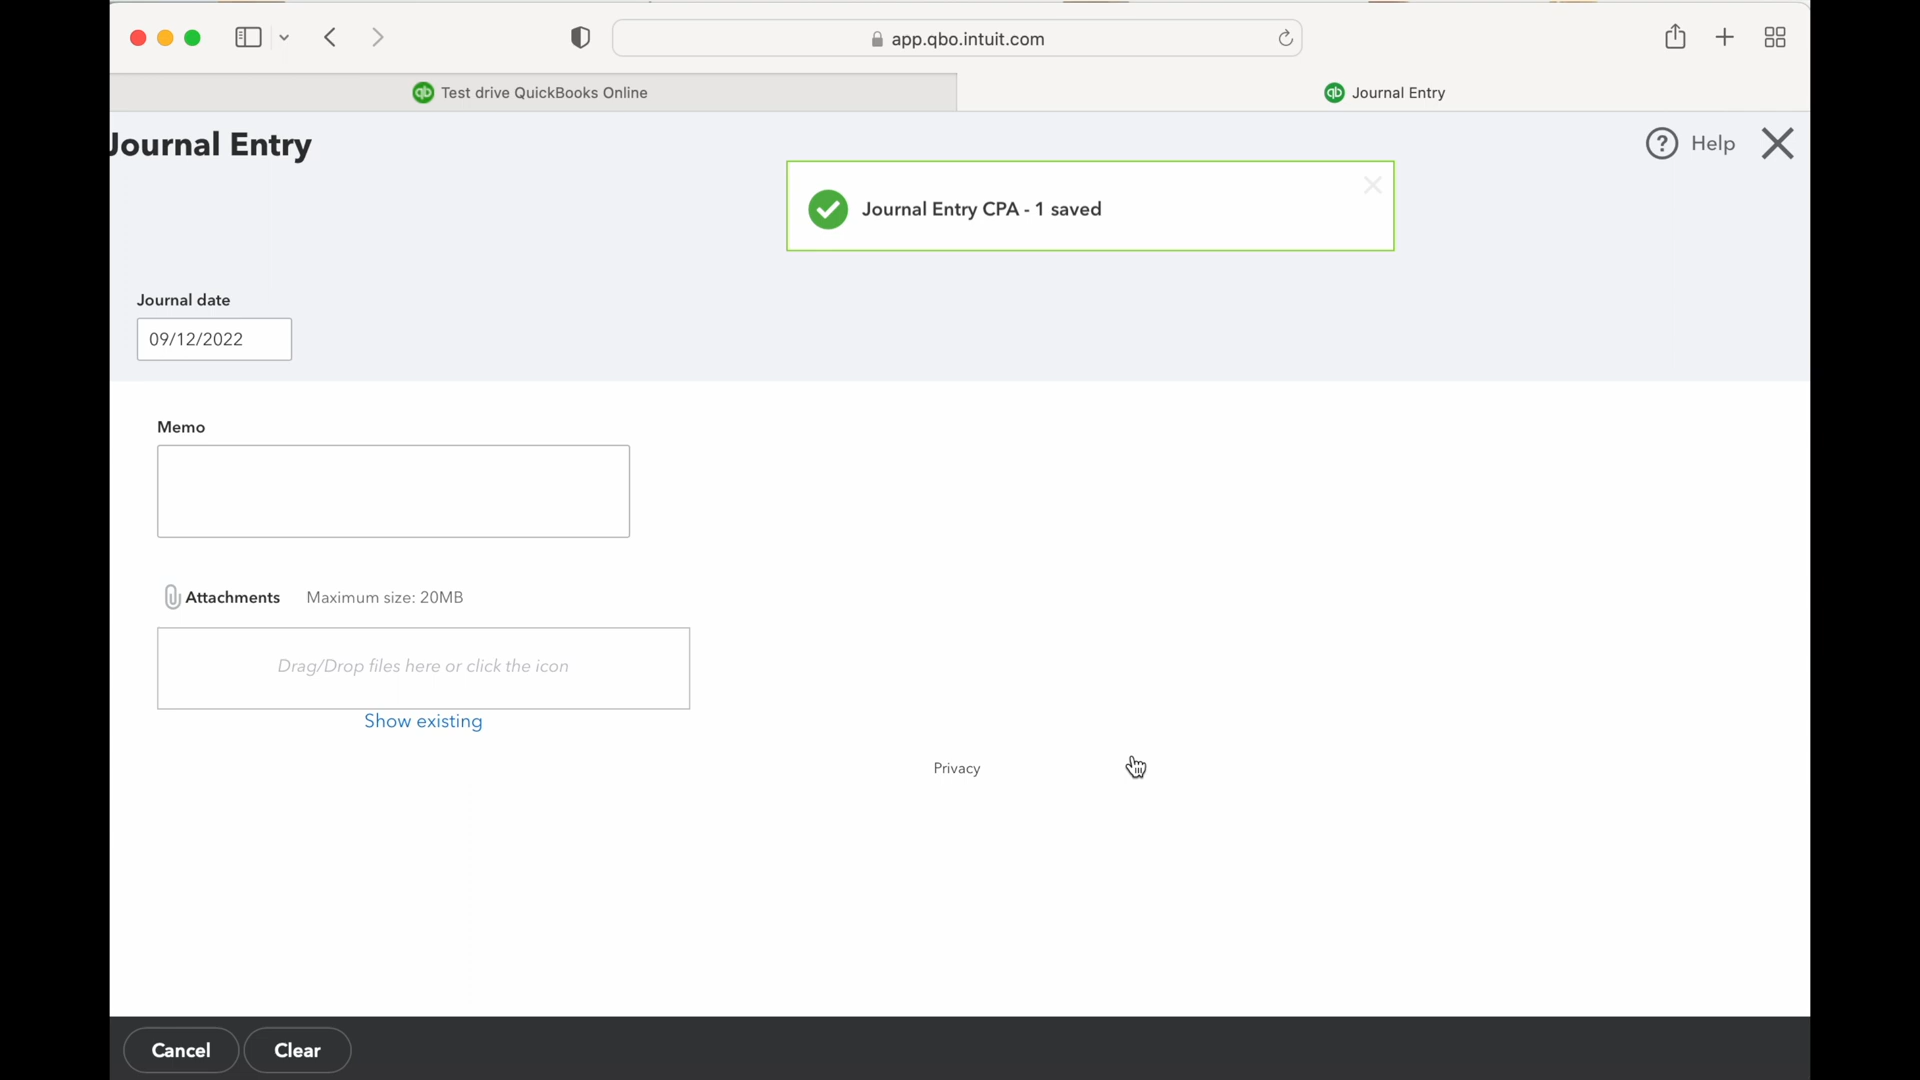 app.qbo.intuit.com
qb Test drive QuickBooks Online
qb Journal Entry
Journal Entry
? Help
Journal Entry CPA - 1 saved
Journal date
09/12/2022
Memo
Attachments Maximum size: 20MB
Drag/Drop files here or click the icon
Show existing
Privacy
Cancel Clear